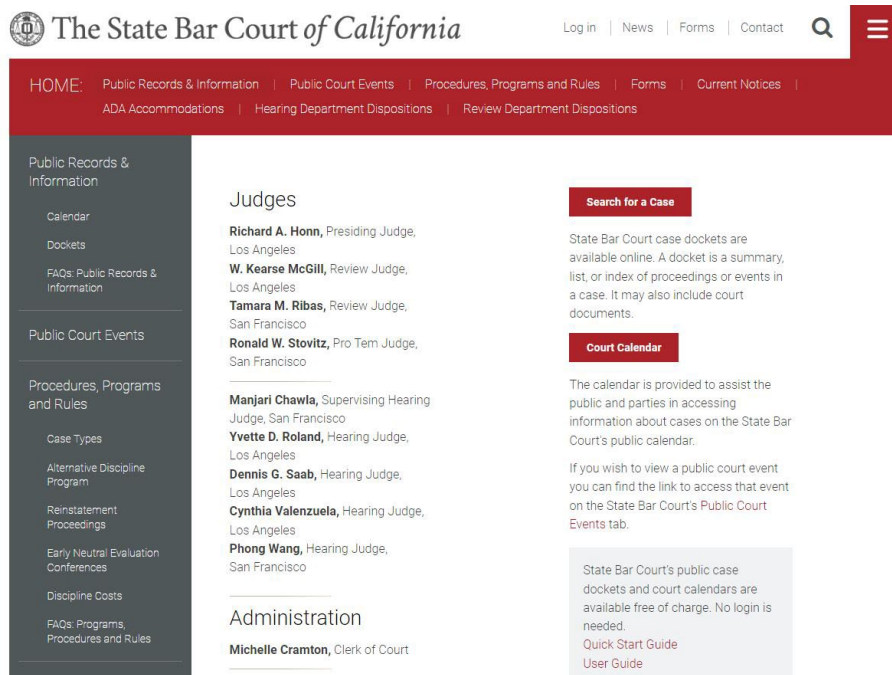 The State Bar Court of California
Log in | News | Forms | Contact
HOME: Public Records & Information | Public Court Events | Procedures, Programs and Rules | Forms | Current Notices |
ADA Accommodations | Hearing Department Dispositions | Review Department Dispositions
Public Records &
Information
Calendar
Dockets
FAQs: Public Records &
Information
Public Court Events
Procedures, Programs
and Rules
Case Types
Alternative Discipline
Program
Reinstatement
Proceedings
Early Neutral Evaluation
Conferences
Discipline Costs
FAQs: Programs,
Procedures and Rules
Judges
Richard A. Honn, Presiding Judge,
Los Angeles
W. Kearse McGill, Review Judge,
Los Angeles
Tamara M. Ribas, Review Judge,
San Francisco
Ronald W. Stovitz, Pro Tem Judge,
San Francisco
Manjari Chawla, Supervising Hearing
Judge, San Francisco
Yvette D. Roland, Hearing Judge,
Los Angeles
Dennis G. Saab, Hearing Judge,
Los Angeles
Cynthia Valenzuela, Hearing Judge,
Los Angeles
Phong Wang, Hearing Judge,
San Francisco
Administration
Michelle Cramton, Clerk of Court
Search for a Case
State Bar Court case dockets are
available online. A docket is a summary,
list, or index of proceedings or events in
a case. It may also include court
documents.
Court Calendar
The calendar is provided to assist the
public and parties in accessing
information about cases on the State Bar
Court's public calendar.
If you wish to view a public court event
you can find the link to access that event
on the State Bar Court's Public Court
Events tab.
State Bar Court's public case
dockets and court calendars are
available free of charge. No login is
needed.
Quick Start Guide
User Guide